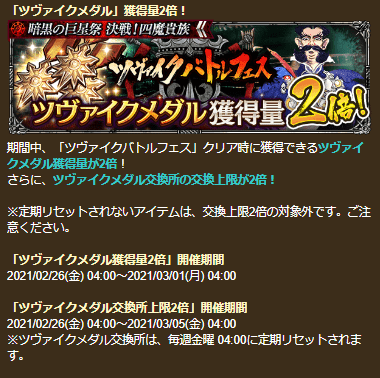 「ツヴァイクメダル」獲得量2倍！
暗黒の巨星祭 決戦！四魔貴族
ツヴァイクバトルフェス
ツヴァイクメダル獲得量2倍！
期間中、「ツヴァイクバトルフェス」クリア時に獲得できるツヴァイ
クメダル獲得量が2倍！
さらに、ツヴァイクメダル交換所の交換上限が2倍！
※定期リセットされないアイテムは、交換上限2倍の対象外です。ご注
意ください。
「ツヴァイクメダル獲得量2倍」開催期間
2021/02/26(金) 04:00～2021/03/01(月) 04:00
「ツヴァイクメダル交換所上限2倍」開催期間
2021/02/26(金) 04:00～2021/03/05(金) 04:00
※ツヴァイクメダル交換所は、毎週金曜 04:00に定期リセットされま
す。